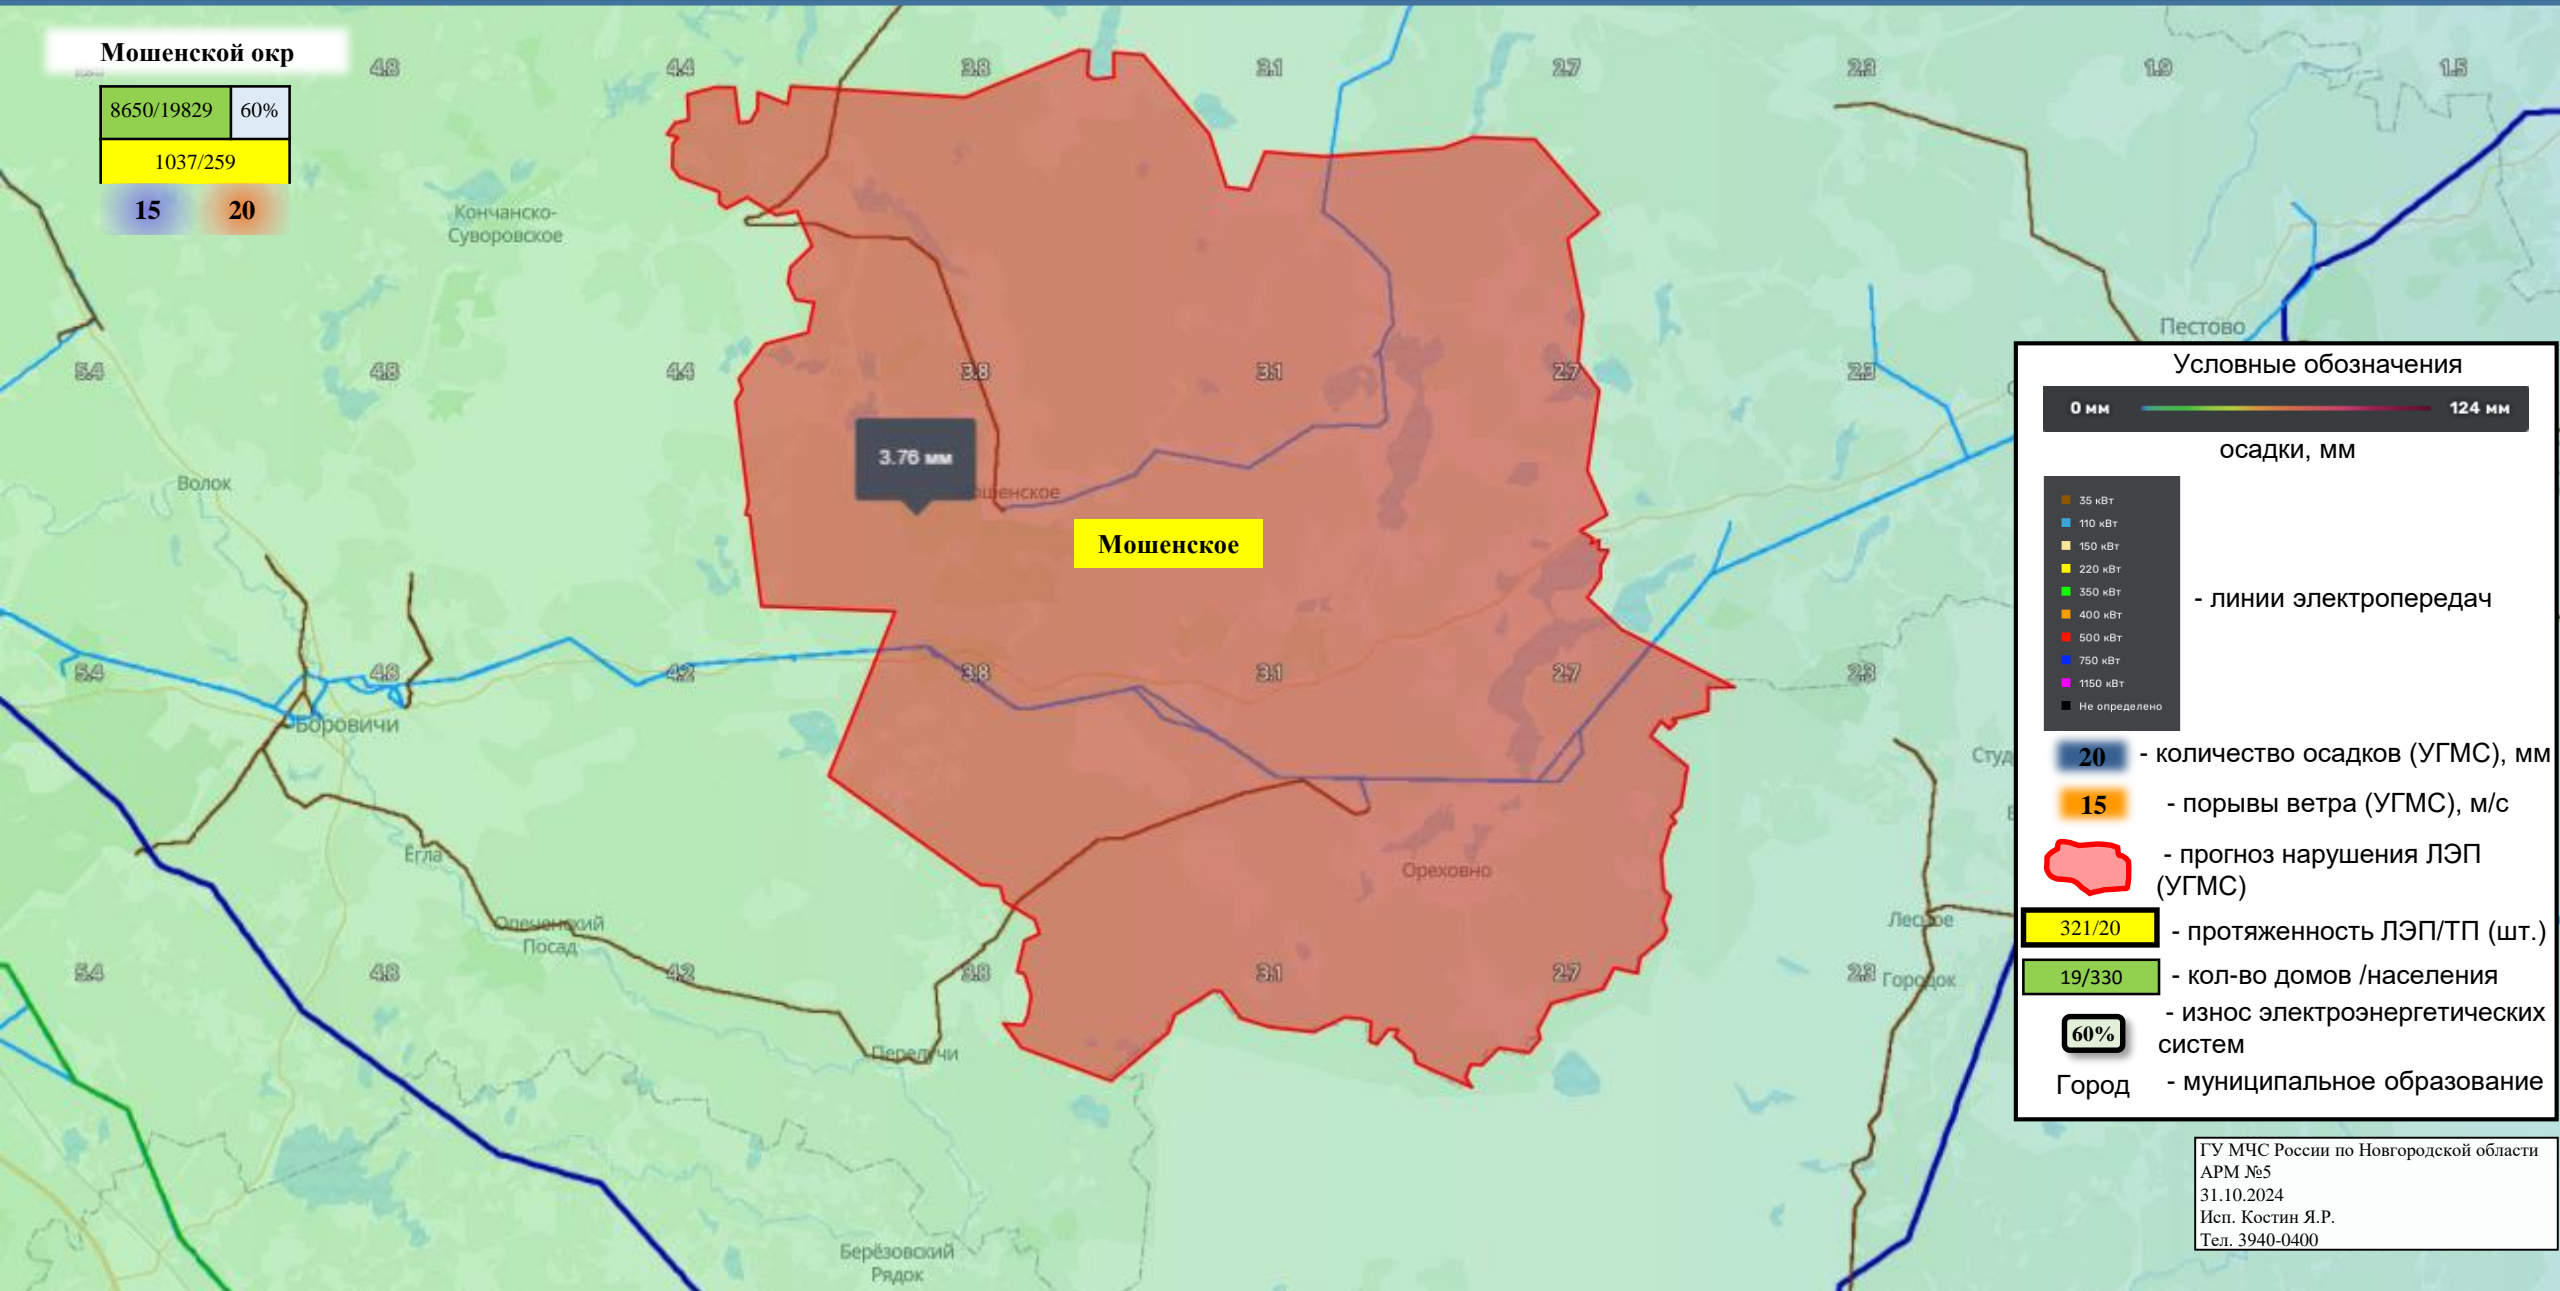 Мошенской окр
8650/19829 60%
1037/259
15 20
4.8 4.4 3.8 3.1 2.7 2.3 1.9 1.5
Кончанско-
Суворовское
Пестово
5.4 4.8 4.4 3.8 3.1 2.7 2.3
3.76 мм
Волок
Мошенское
5.4 4.8 4.2 3.8 3.1 2.7 2.3
Боровичи
Ёгла
Ореховно
Опеченский
Посад
Лесное
5.4 4.8 4.2 3.8 3.1 2.7 2.3
Городок
Перелучи
Берёзовский
Рядок
Условные обозначения
0 мм 124 мм
осадки, мм
35 кВт
110 кВт
150 кВт
220 кВт
350 кВт
400 кВт
500 кВт
750 кВт
1150 кВт
Не определено
- линии электропередач
20 - количество осадков (УГМС), мм
15 - порывы ветра (УГМС), м/с
- прогноз нарушения ЛЭП
(УГМС)
321/20 - протяженность ЛЭП/ТП (шт.)
19/330 - кол-во домов /населения
60% - износ электроэнергетических
систем
Город - муниципальное образование
ГУ МЧС России по Новгородской области
АРМ №5
31.10.2024
Исп. Костин Я.Р.
Тел. 3940-0400